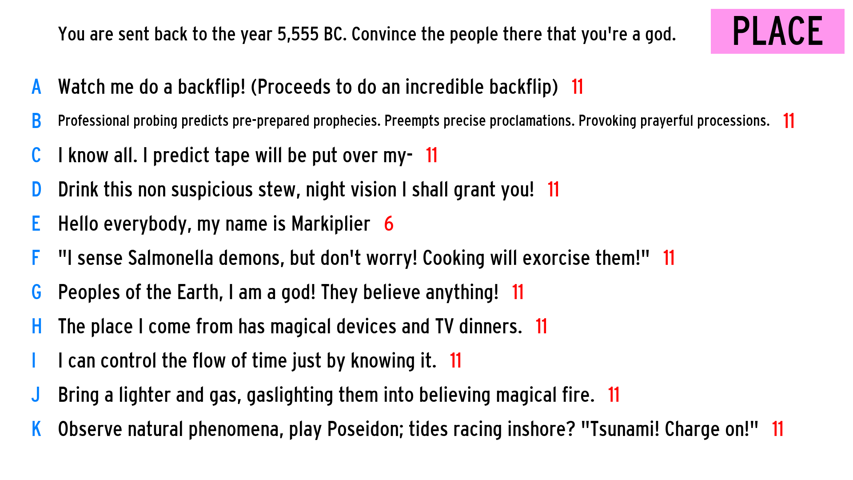 You are sent back to the year 5,555 BC. Convince the people there that you're a god.
PLACE
A Watch me do a backflip! (Proceeds to do an incredible backflip) 11
B Professional probing predicts pre-prepared prophecies. Preempts precise proclamations. Provoking prayerful processions. 11
C I know all. I predict tape will be put over my- 11
D Drink this non suspicious stew, night vision I shall grant you! 11
E Hello everybody, my name is Markiplier 6
F "I sense Salmonella demons, but don't worry! Cooking will exorcise them!" 11
G Peoples of the Earth, I am a god! They believe anything! 11
H The place I come from has magical devices and TV dinners. 11
I I can control the flow of time just by knowing it. 11
J Bring a lighter and gas, gaslighting them into believing magical fire. 11
K Observe natural phenomena, play Poseidon; tides racing inshore? "Tsunami! Charge on!" 11